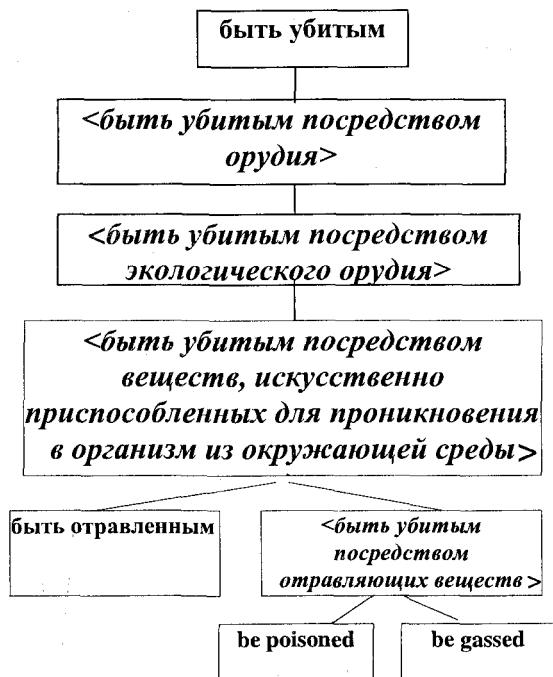 быть убитым
<быть убитым посредством
орудия>
<быть убитым посредством
экологического орудия>
<быть убитым посредством
веществ, искусственно
приспособленных для проникновения
в организм из окружающей среды>
быть отравленным
<быть убитым
посредством
отравляющих веществ>
be poisoned
be gassed